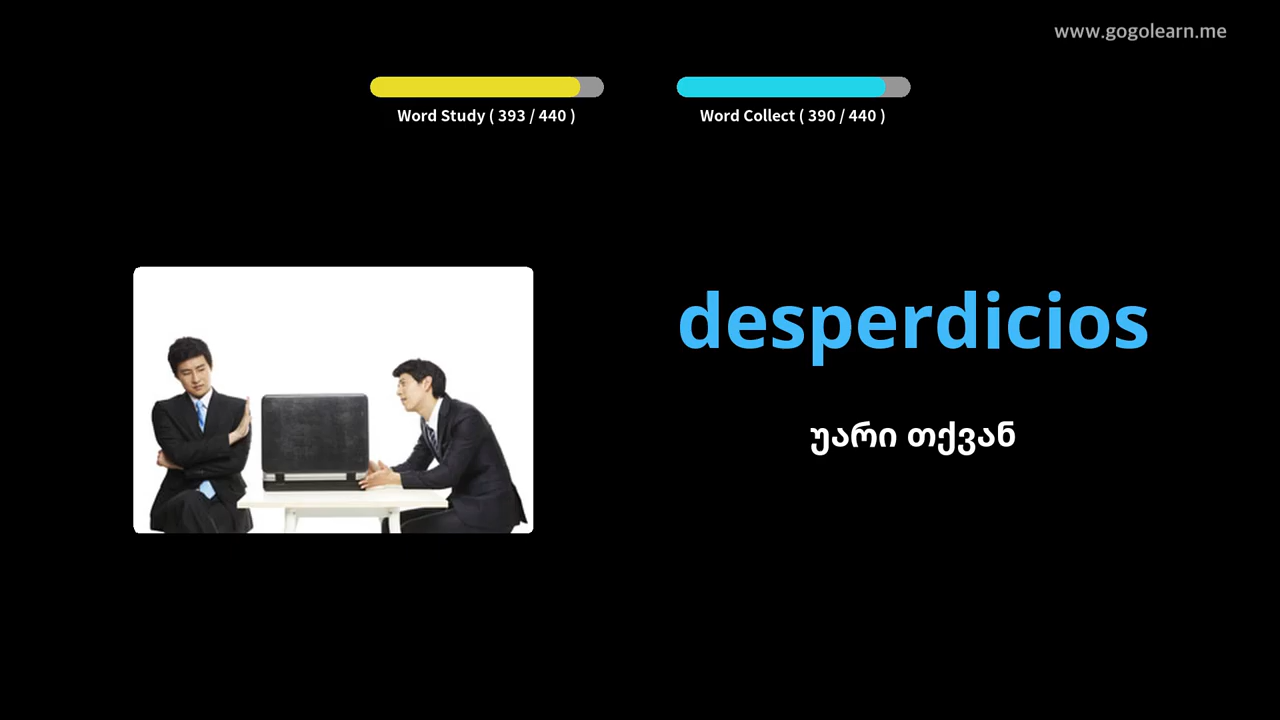 www.gogolearn.me
Word Study ( 393 / 440 )
Word Collect ( 390 / 440 )
desperdicios
უარი თქვან